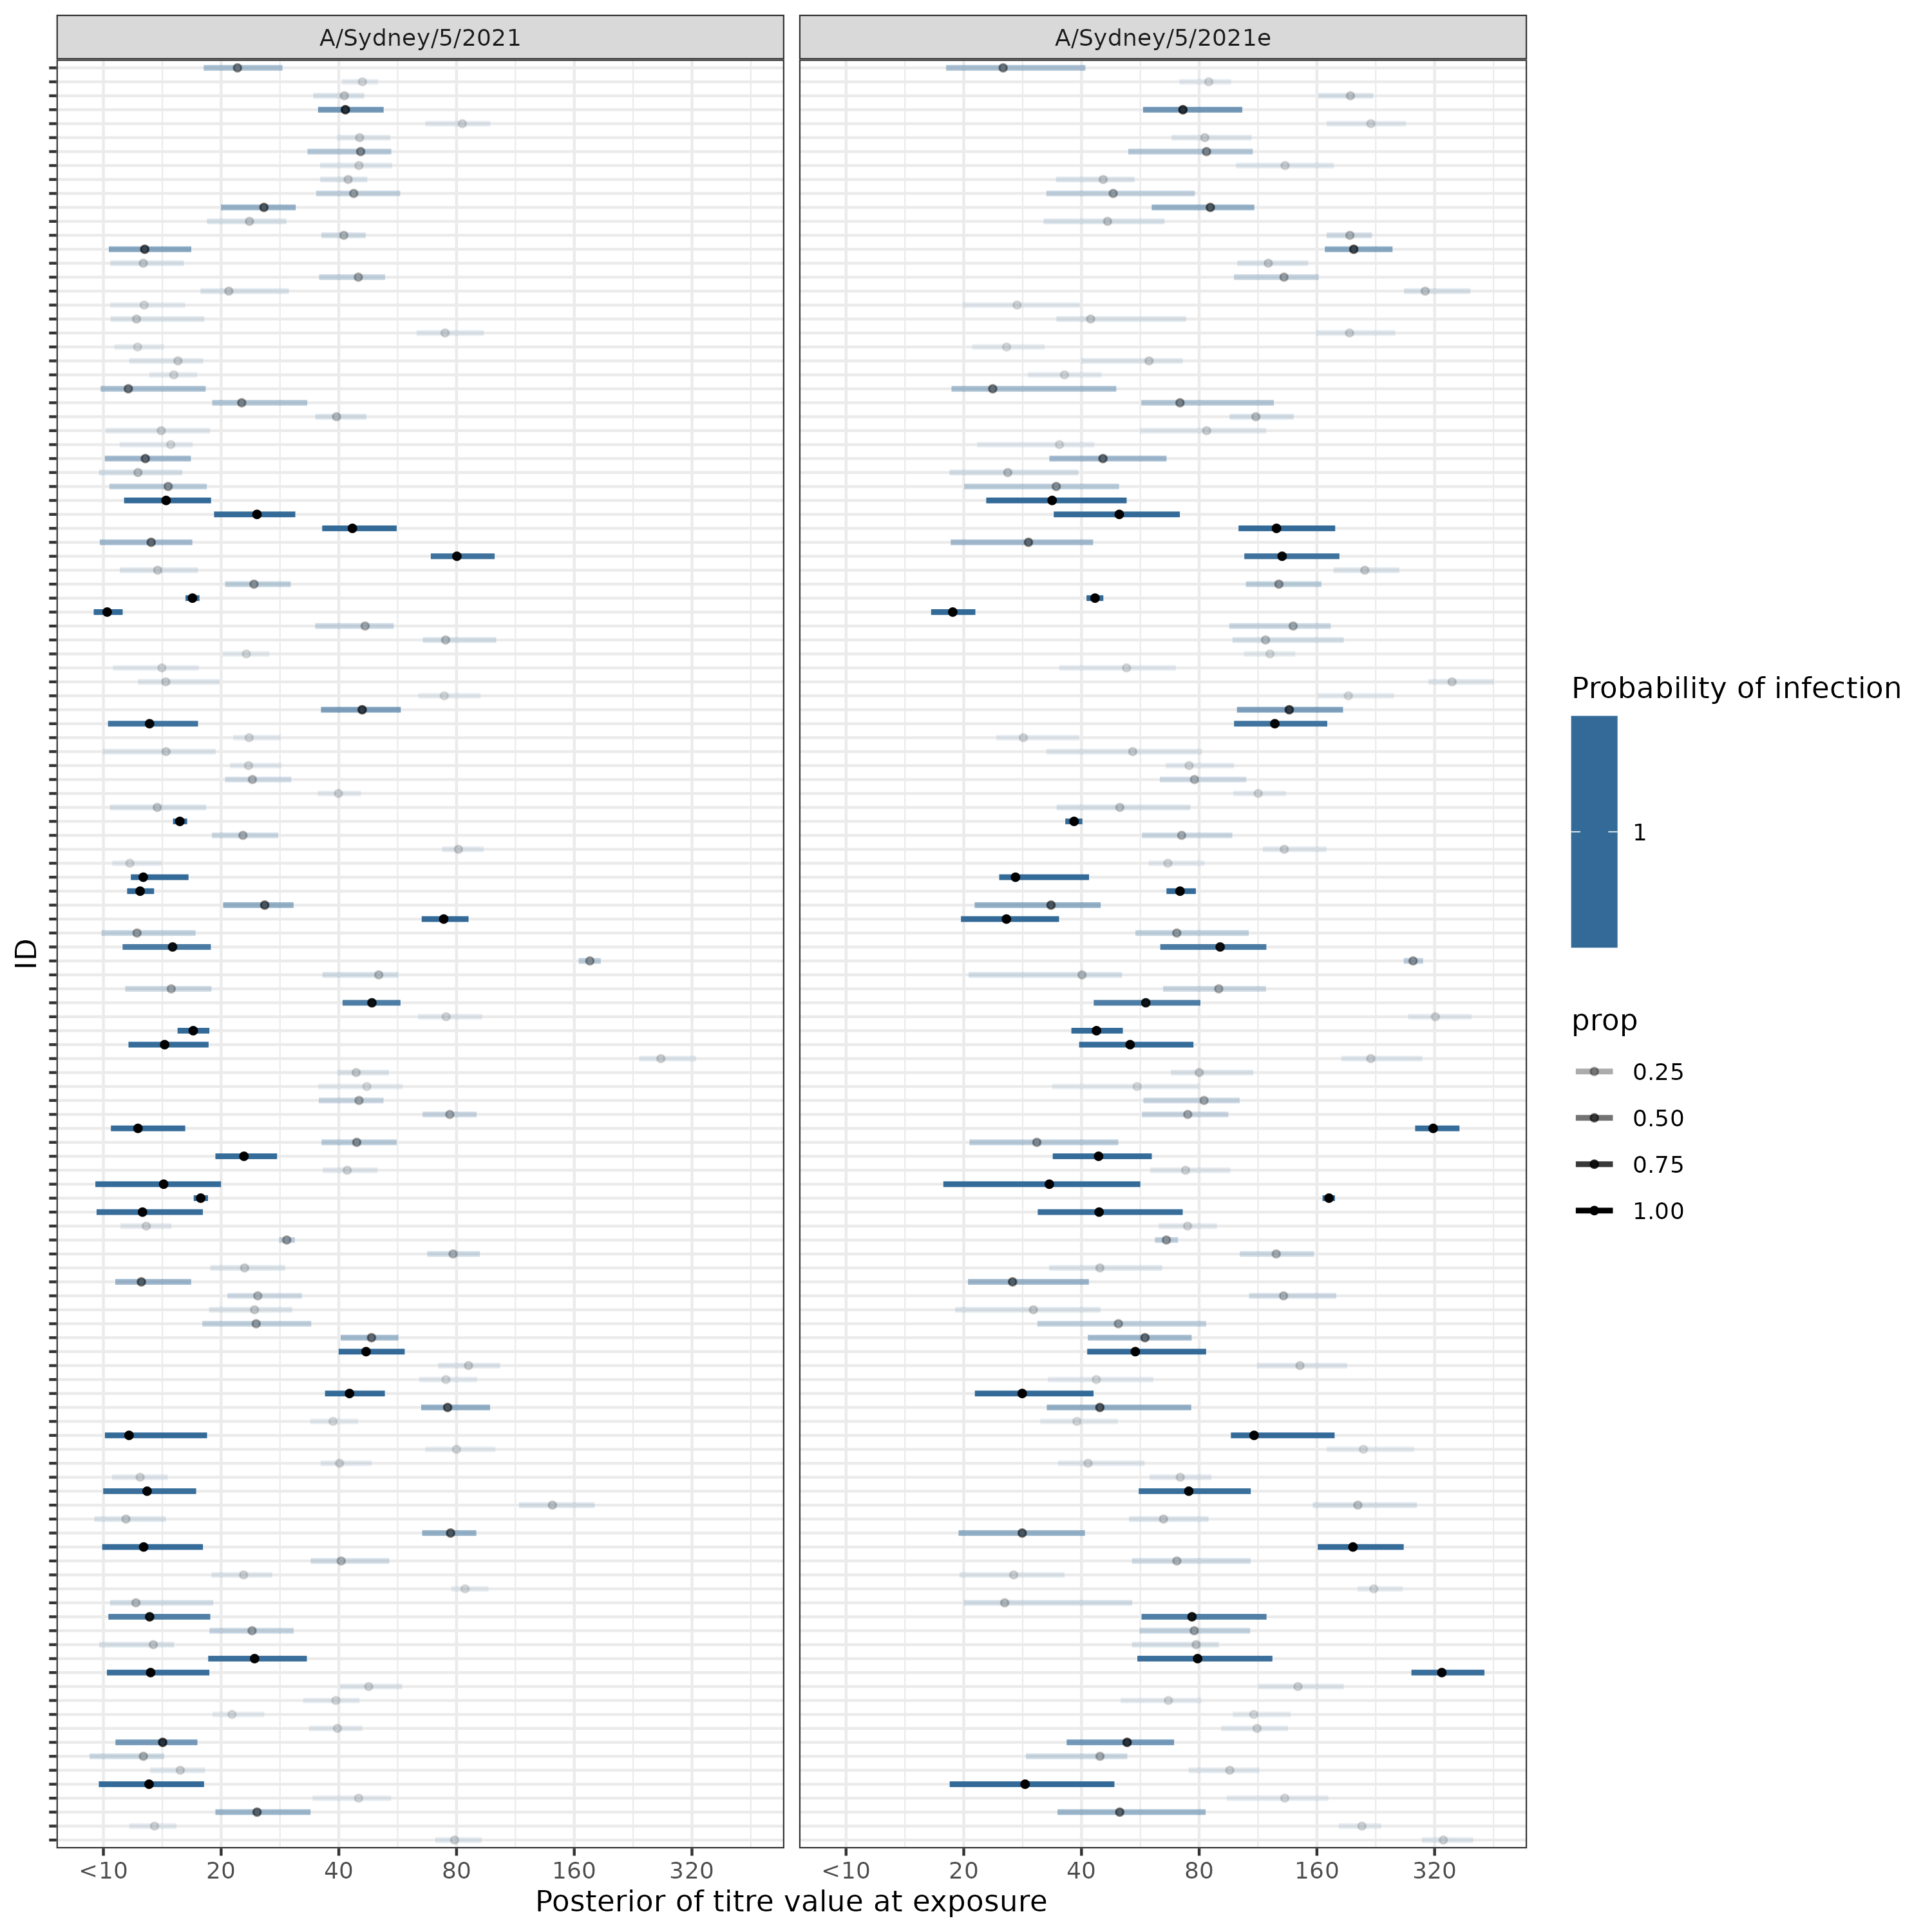 A/Sydney/5/2021
A/Sydney/5/2021e
ID
<10 20 40 80 160 320
<10 20 40 80 160 320
Posterior of titre value at exposure
Probability of infection
1
prop
0.25
0.50
0.75
1.00